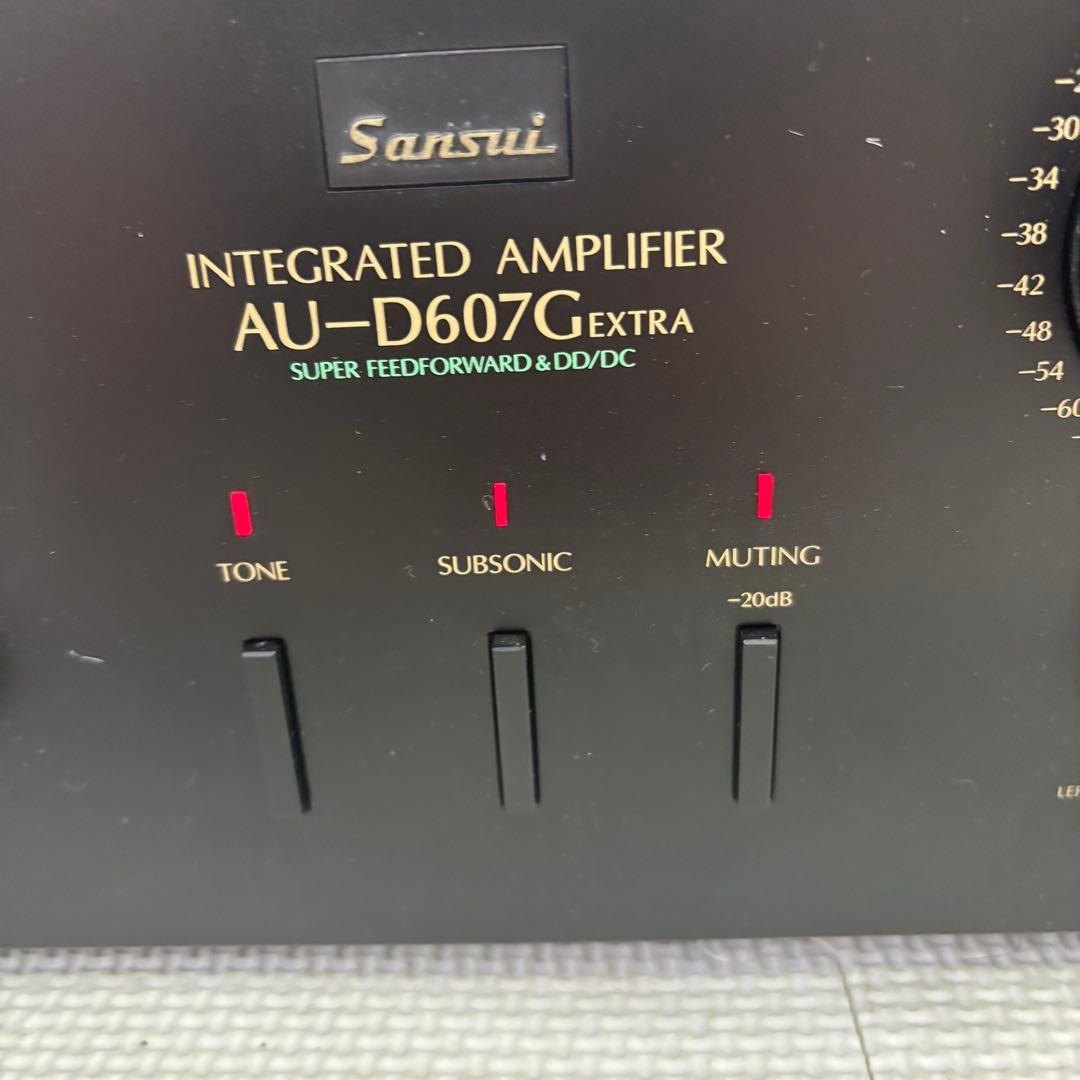 Sansui
INTEGRATED AMPLIFIER
AU-D607G EXTRA
SUPER FEEDFORWARD & DD/DC
TONE
SUBSONIC
MUTING
-20dB
-30
-34
-38
-42
-48
-54